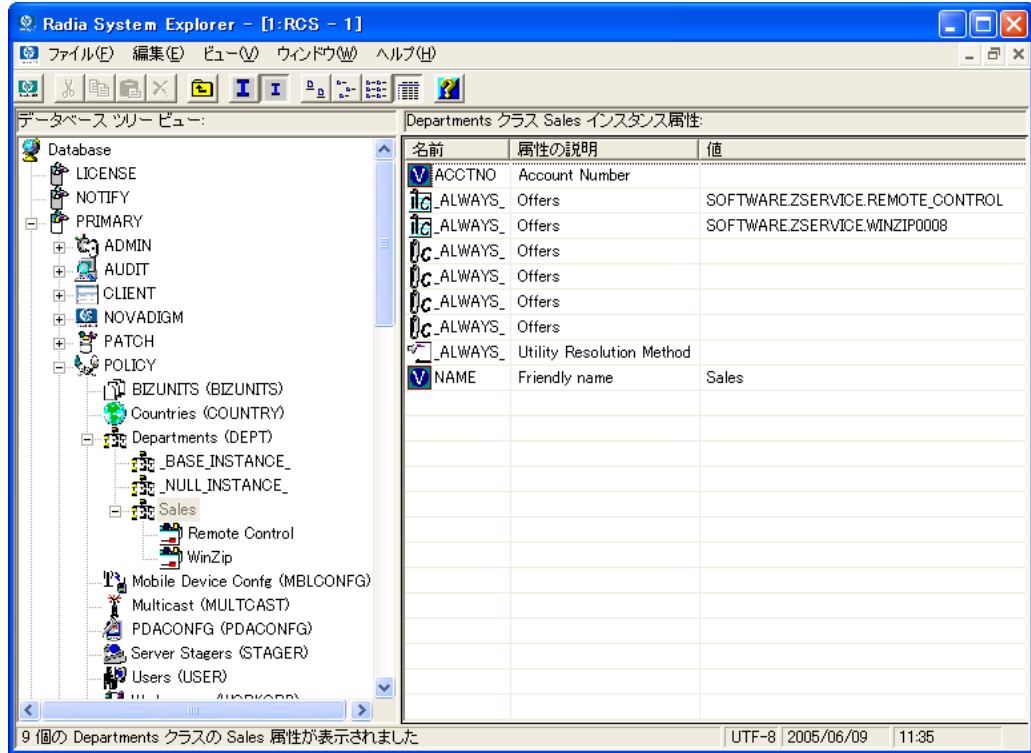 Radia System Explorer - [1:RCS - 1]
ファイル(F) 編集(E) ビュー(V) ウィンドウ(W) ヘルプ(H)
データベース ツリー ビュー:
Database
LICENSE
NOTIFY
PRIMARY
ADMIN
AUDIT
CLIENT
NOVADIGM
PATCH
POLICY
BIZUNITS (BIZUNITS)
Countries (COUNTRY)
Departments (DEPT)
_BASE_INSTANCE_
_NULL_INSTANCE_
Sales
Remote Control
WinZip
Mobile Device Confg (MBLCONFG)
Multicast (MULTCAST)
PDACONFG (PDACONFG)
Server Stagers (STAGER)
Users (USER)
Departments クラス Sales インスタンス属性:
名前 属性の説明 値
ACCTNO Account Number
_ALWAYS_ Offers SOFTWARE.ZSERVICE.REMOTE_CONTROL
_ALWAYS_ Offers SOFTWARE.ZSERVICE.WINZIP0008
_ALWAYS_ Offers
_ALWAYS_ Offers
_ALWAYS_ Offers
_ALWAYS_ Offers
_ALWAYS_ Utility Resolution Method
NAME Friendly name Sales
9 個の Departments クラスの Sales 属性が表示されました UTF-8 2005/06/09 11:35